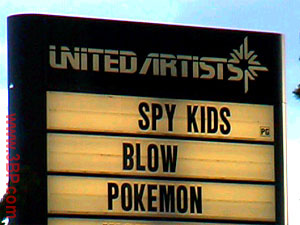 UNITED ARTISTS
SPY KIDS PG
BLOW
POKEMON